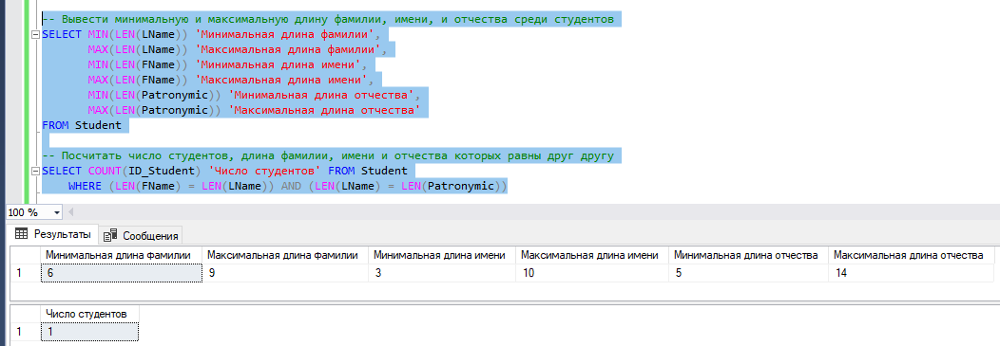 -- Вывести минимальную и максимальную длину фамилии, имени, и отчества среди студентов
SELECT MIN(LEN(LName)) 'Минимальная длина фамилии',
MAX(LEN(LName)) 'Максимальная длина фамилии',
MIN(LEN(FName)) 'Минимальная длина имени',
MAX(LEN(FName)) 'Максимальная длина имени',
MIN(LEN(Patronymic)) 'Минимальная длина отчества',
MAX(LEN(Patronymic)) 'Максимальная длина отчества'
FROM Student
-- Посчитать число студентов, длина фамилии, имени и отчества которых равны друг другу
SELECT COUNT(ID_Student) 'Число студентов' FROM Student
WHERE (LEN(FName) = LEN(LName)) AND (LEN(LName) = LEN(Patronymic))
100 %
Результаты Сообщения
Минимальная длина фамилии Максимальная длина фамилии Минимальная длина имени Максимальная длина имени Минимальная длина отчества Максимальная длина отчества
1 6 9 3 10 5 14
Число студентов
1 1